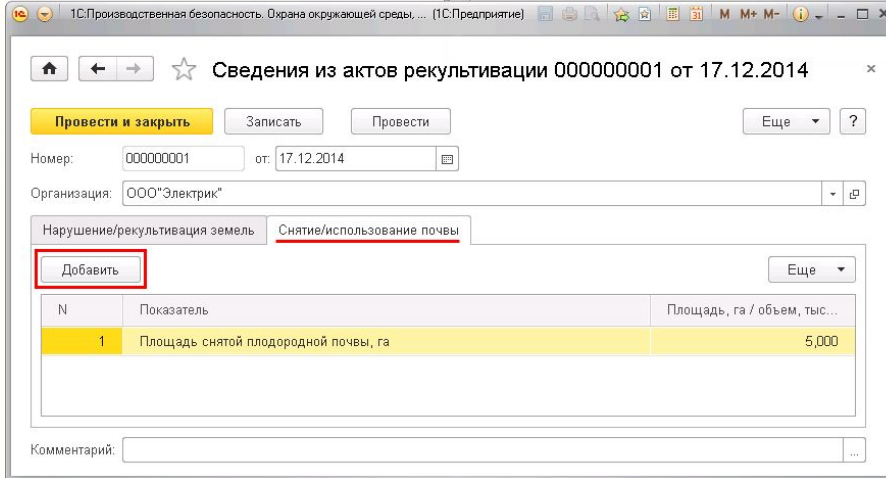 1С:Производственная безопасность. Охрана окружающей среды, ... (1С:Предприятие) M M+ M-
Сведения из актов рекультивации 000000001 от 17.12.2014
Провести и закрыть Записать Провести Еще ?
Номер: 000000001 от: 17.12.2014
Организация: ООО"Электрик"
Нарушение/рекультивация земель Снятие/использование почвы
Добавить Еще
N Показатель Площадь, га / объем, тыс...
1 Площадь снятой плодородной почвы, га 5,000
Комментарий: ...